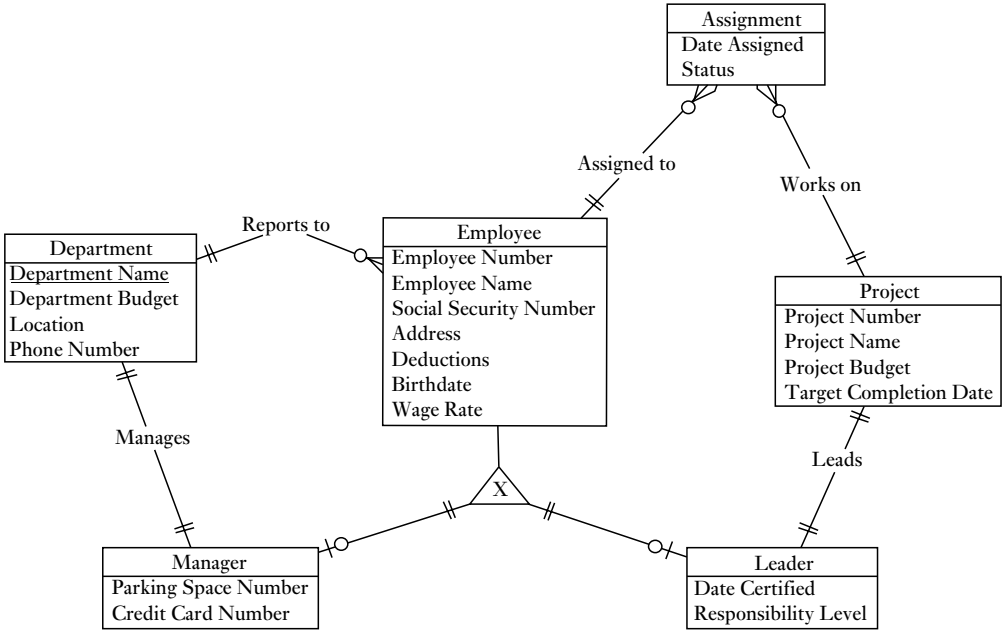 Assignment
Date Assigned
Status
Assigned to
Works on
Reports to
Department
Department Name
Department Budget
Location
Phone Number
Employee
Employee Number
Employee Name
Social Security Number
Address
Deductions
Birthdate
Wage Rate
Project
Project Number
Project Name
Project Budget
Target Completion Date
Manages
Leads
X
Manager
Parking Space Number
Credit Card Number
Leader
Date Certified
Responsibility Level